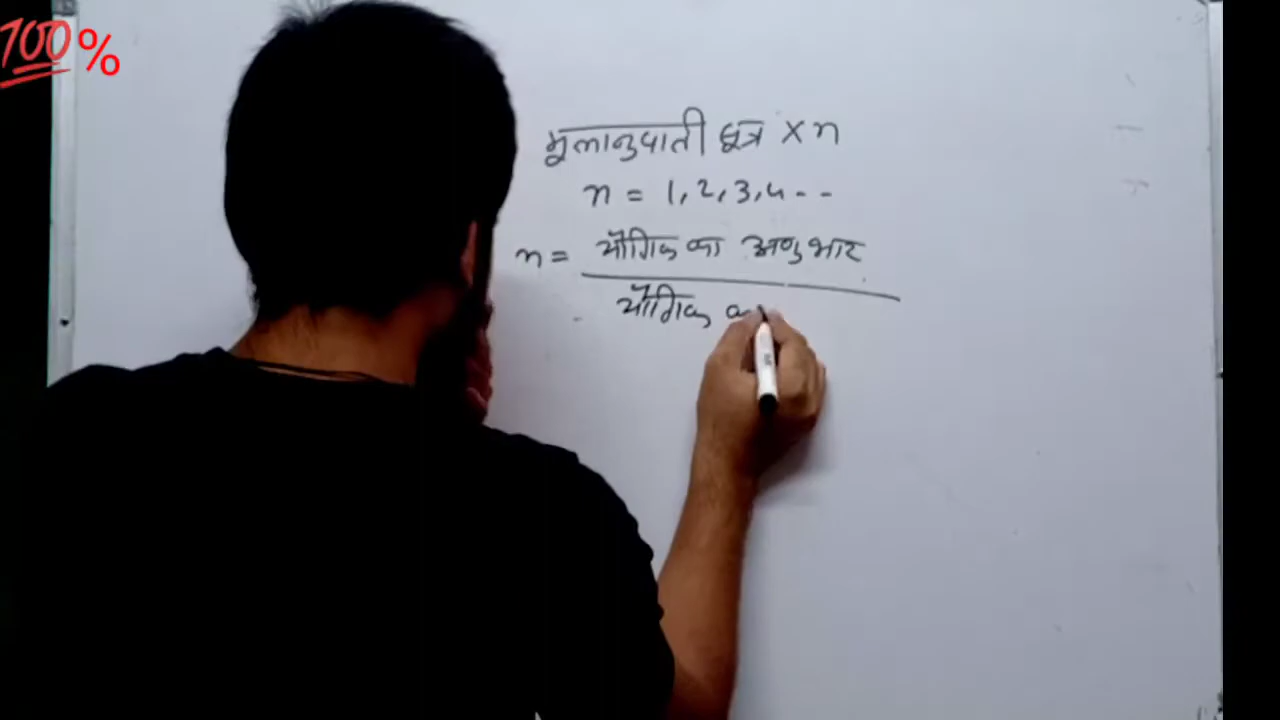 100%
मूलानुपाती सूत्र × n
n = 1, 2, 3, 4 - -
n = यौगिक का अणुभार
यौगिक